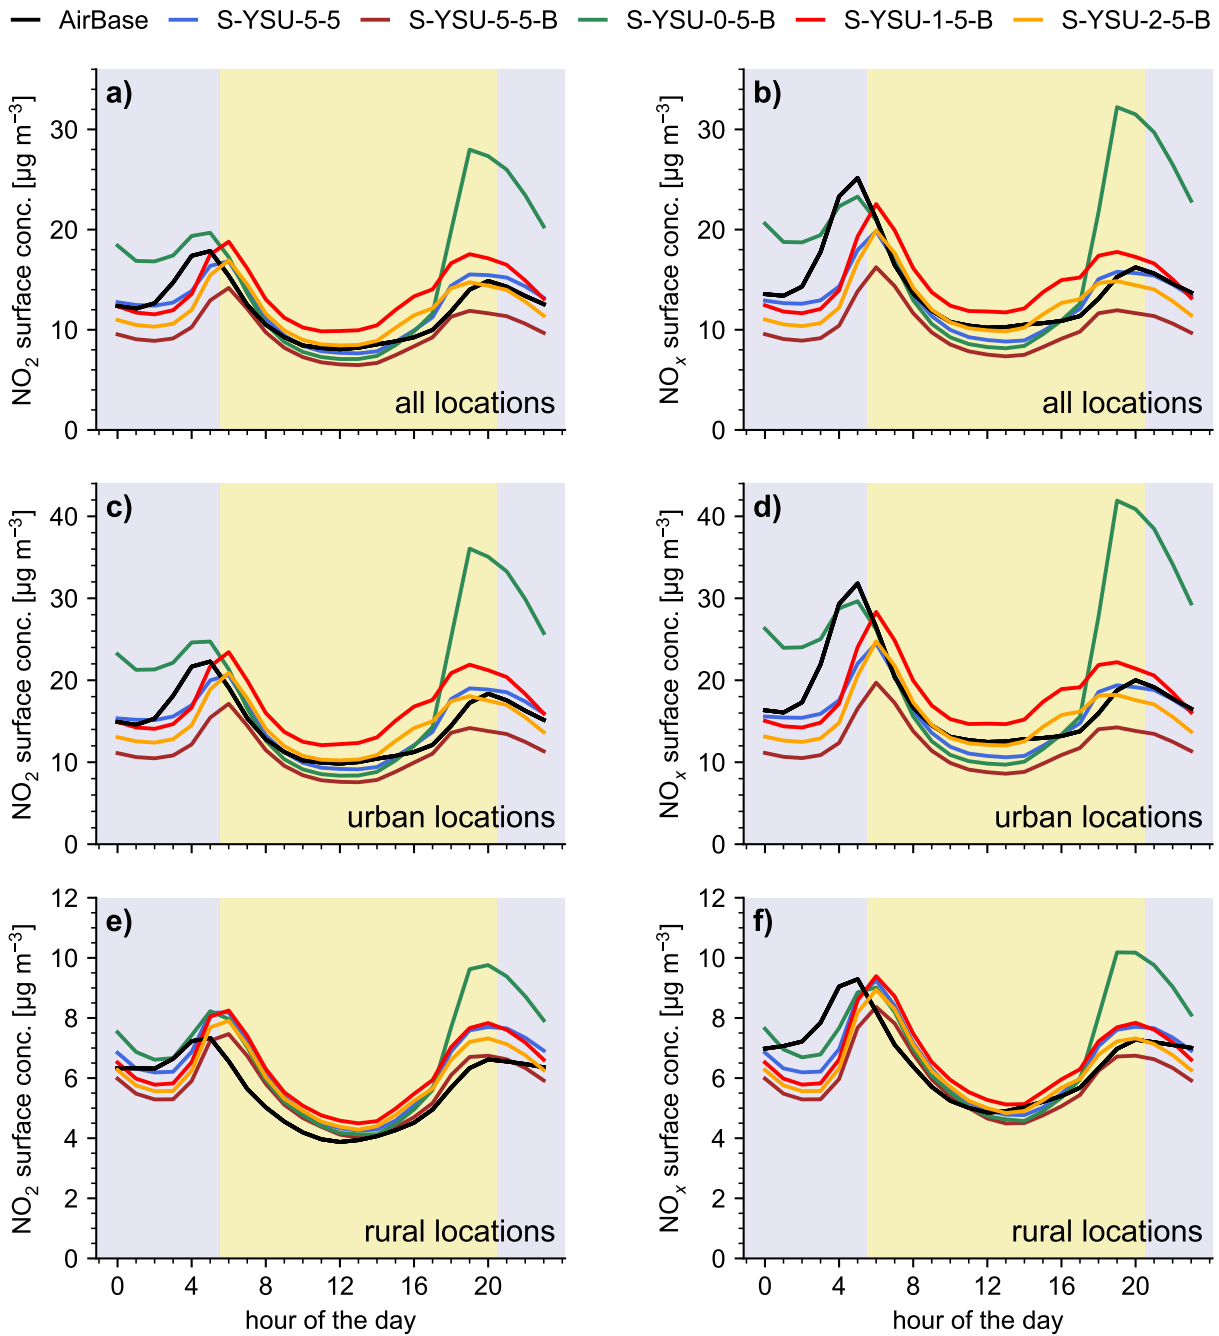 AirBase S-YSU-5-5 S-YSU-5-5-B S-YSU-0-5-B S-YSU-1-5-B S-YSU-2-5-B
a)
NO₂ surface conc. [µg m⁻³]
30
20
10
0
all locations
b)
NOₓ surface conc. [µg m⁻³]
30
20
10
0
all locations
c)
NO₂ surface conc. [µg m⁻³]
40
30
20
10
0
urban locations
d)
NOₓ surface conc. [µg m⁻³]
40
30
20
10
0
urban locations
e)
NO₂ surface conc. [µg m⁻³]
12
10
8
6
4
2
0
rural locations
0 4 8 12 16 20
hour of the day
f)
NOₓ surface conc. [µg m⁻³]
12
10
8
6
4
2
0
rural locations
0 4 8 12 16 20
hour of the day